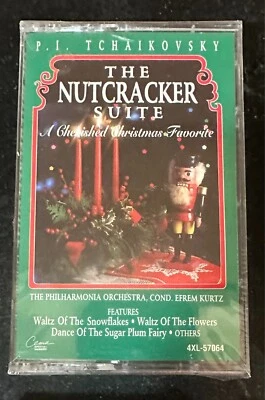 P.I. TCHAIKOVSKY
THE
NUTCRACKER
SUITE
A Cherished Christmas Favorite
THE PHILHARMONIA ORCHESTRA, COND. EFREM KURTZ
FEATURES
Waltz Of The Snowflakes • Waltz Of The Flowers
Dance Of The Sugar Plum Fairy • OTHERS
4XL-57064